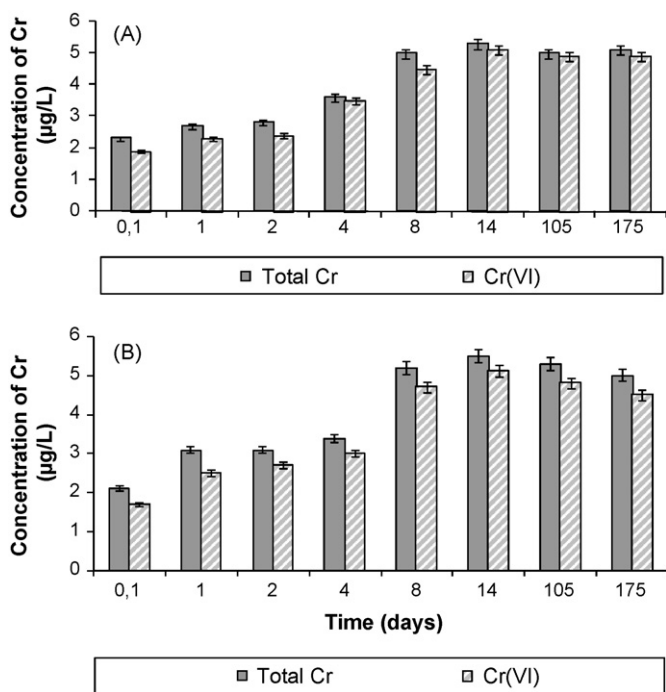 (A)
Concentration of Cr
(µg/L)
6
5
4
3
2
1
0
0,1 1 2 4 8 14 105 175
Total Cr Cr(VI)
(B)
Concentration of Cr
(µg/L)
6
5
4
3
2
1
0
0,1 1 2 4 8 14 105 175
Time (days)
Total Cr Cr(VI)